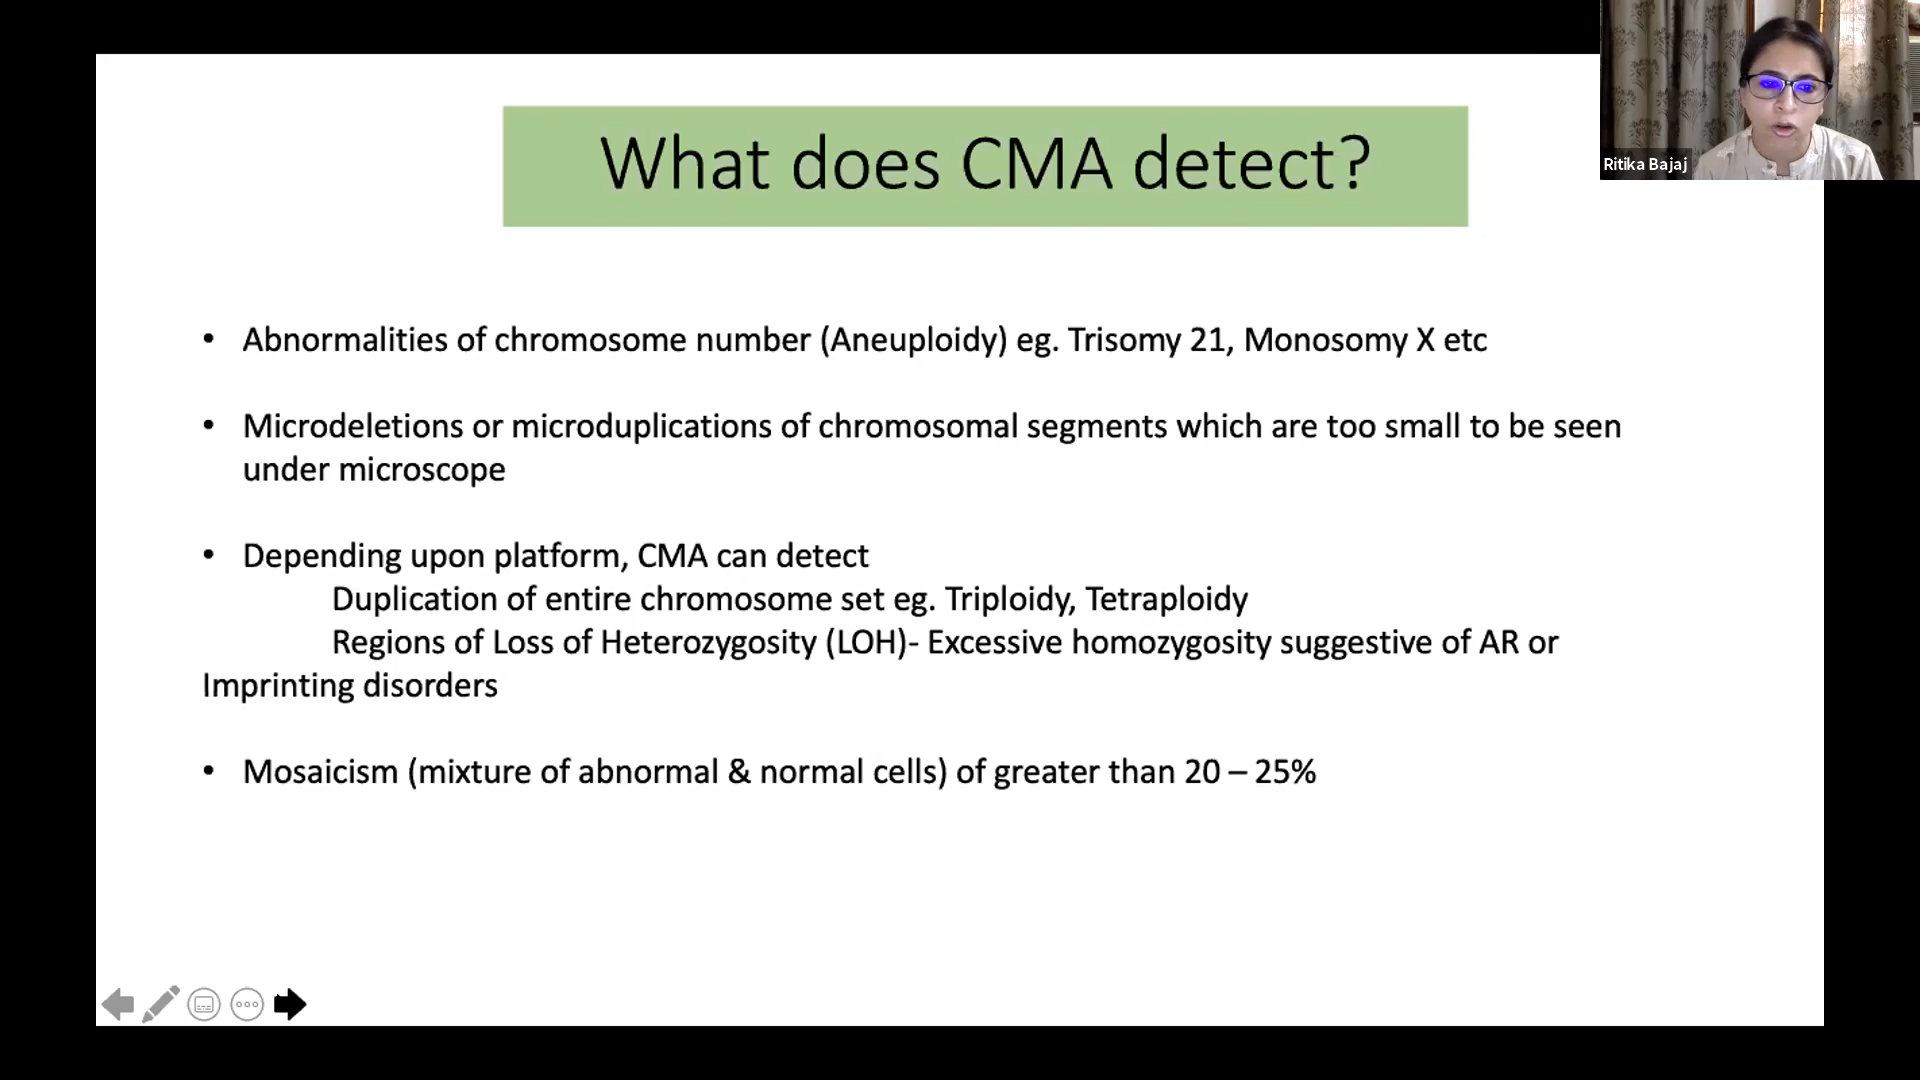 What does CMA detect?
Ritika Bajaj
• Abnormalities of chromosome number (Aneuploidy) eg. Trisomy 21, Monosomy X etc
• Microdeletions or microduplications of chromosomal segments which are too small to be seen
under microscope
• Depending upon platform, CMA can detect
Duplication of entire chromosome set eg. Triploidy, Tetraploidy
Regions of Loss of Heterozygosity (LOH)- Excessive homozygosity suggestive of AR or
Imprinting disorders
• Mosaicism (mixture of abnormal & normal cells) of greater than 20 – 25%